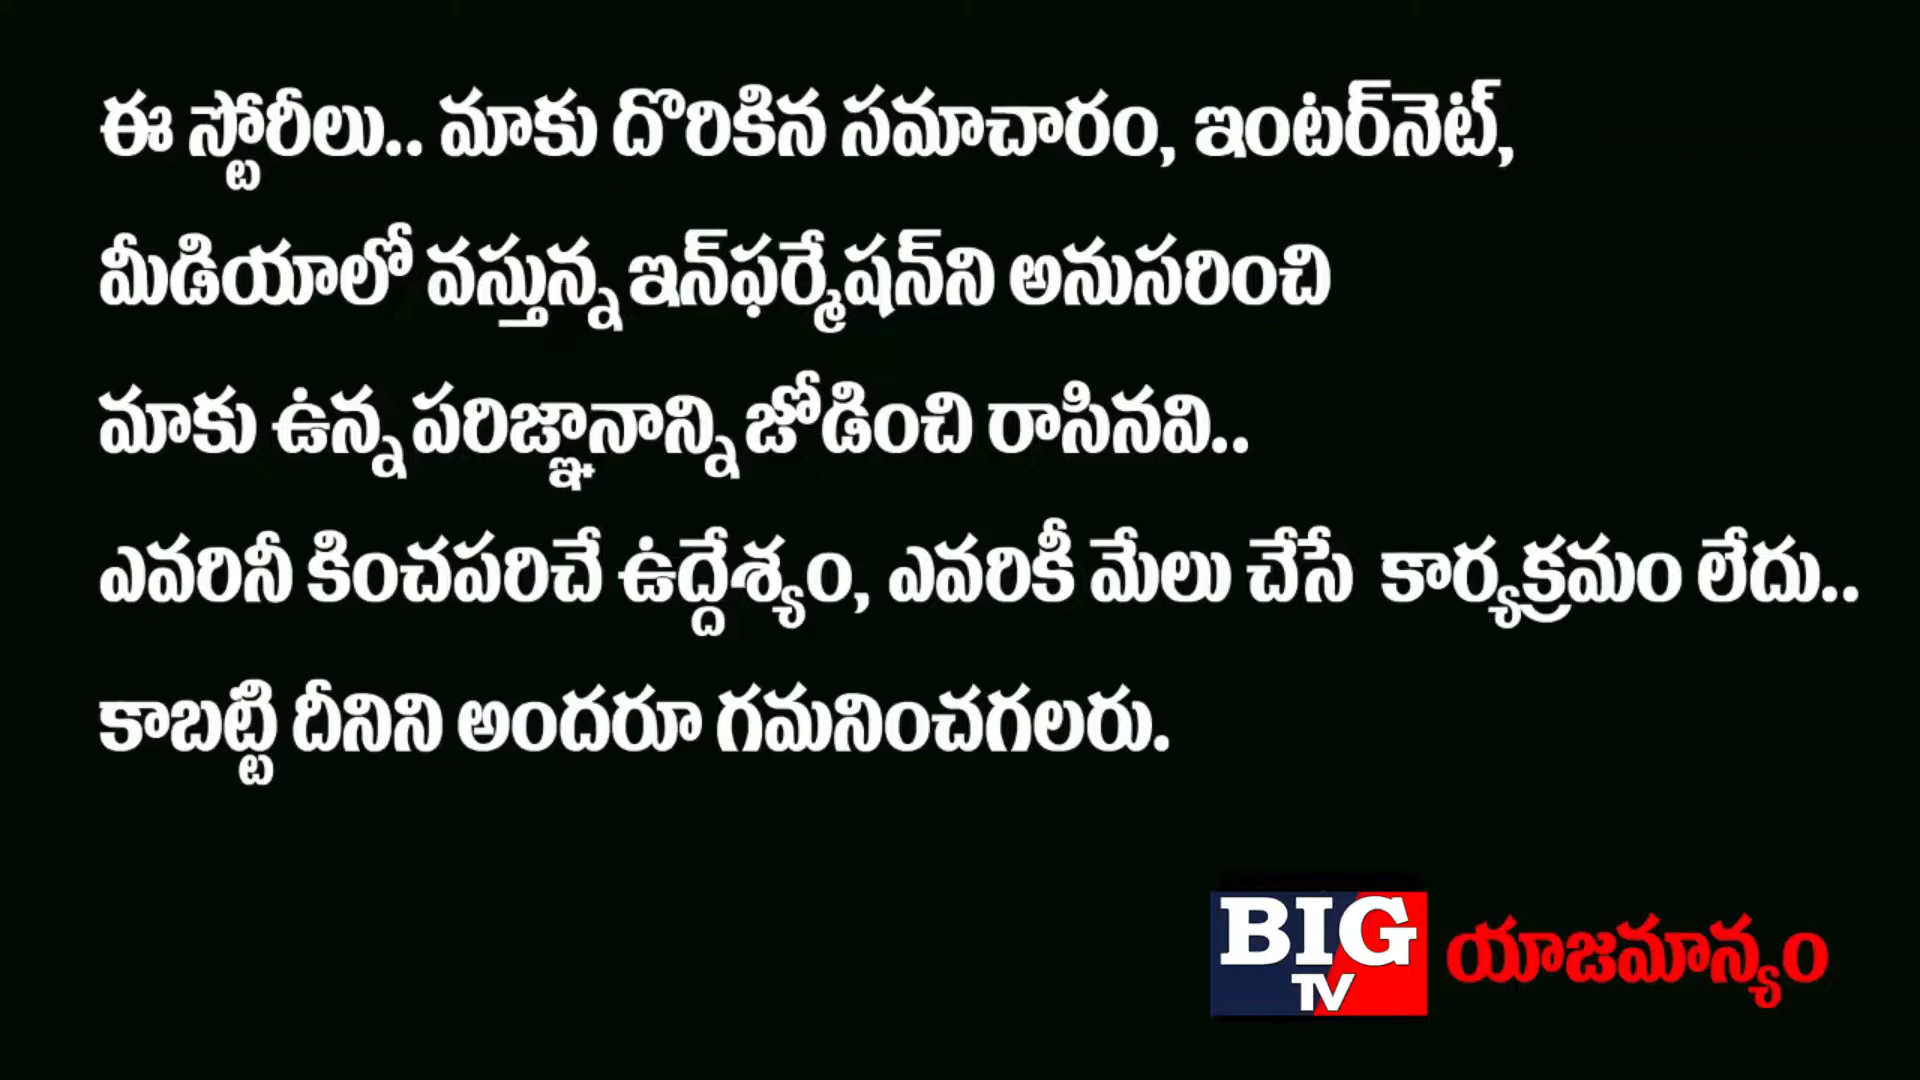 ఈ స్టోరీలు.. మాకు దొరికిన సమాచారం, ఇంటర్‌నెట్,
మీడియాలో వస్తున్న ఇన్‌ఫర్మేషన్‌ని అనుసరించి
మాకు ఉన్న పరిజ్ఞానాన్ని జోడించి రాసినవి..
ఎవరినీ కించపరిచే ఉద్దేశ్యం, ఎవరికీ మేలు చేసే కార్యక్రమం లేదు..
కాబట్టి దీనిని అందరూ గమనించగలరు.
BIG TV యాజమాన్యం